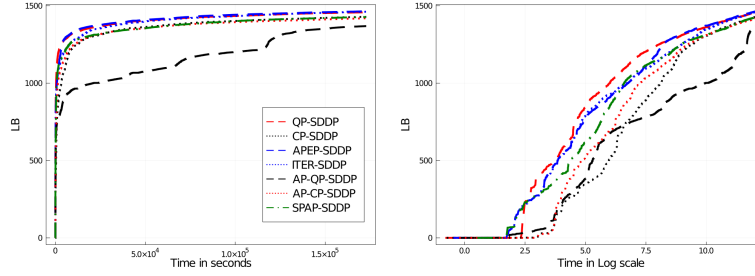 1500
1000
500
0
LB
0
5.0×10⁴
1.0×10⁵
1.5×10⁵
Time in seconds
QP-SDDP
CP-SDDP
APEP-SDDP
ITER-SDDP
AP-QP-SDDP
AP-CP-SDDP
SPAP-SDDP
1500
1000
500
0
LB
0.0
2.5
5.0
7.5
10.0
Time in Log scale